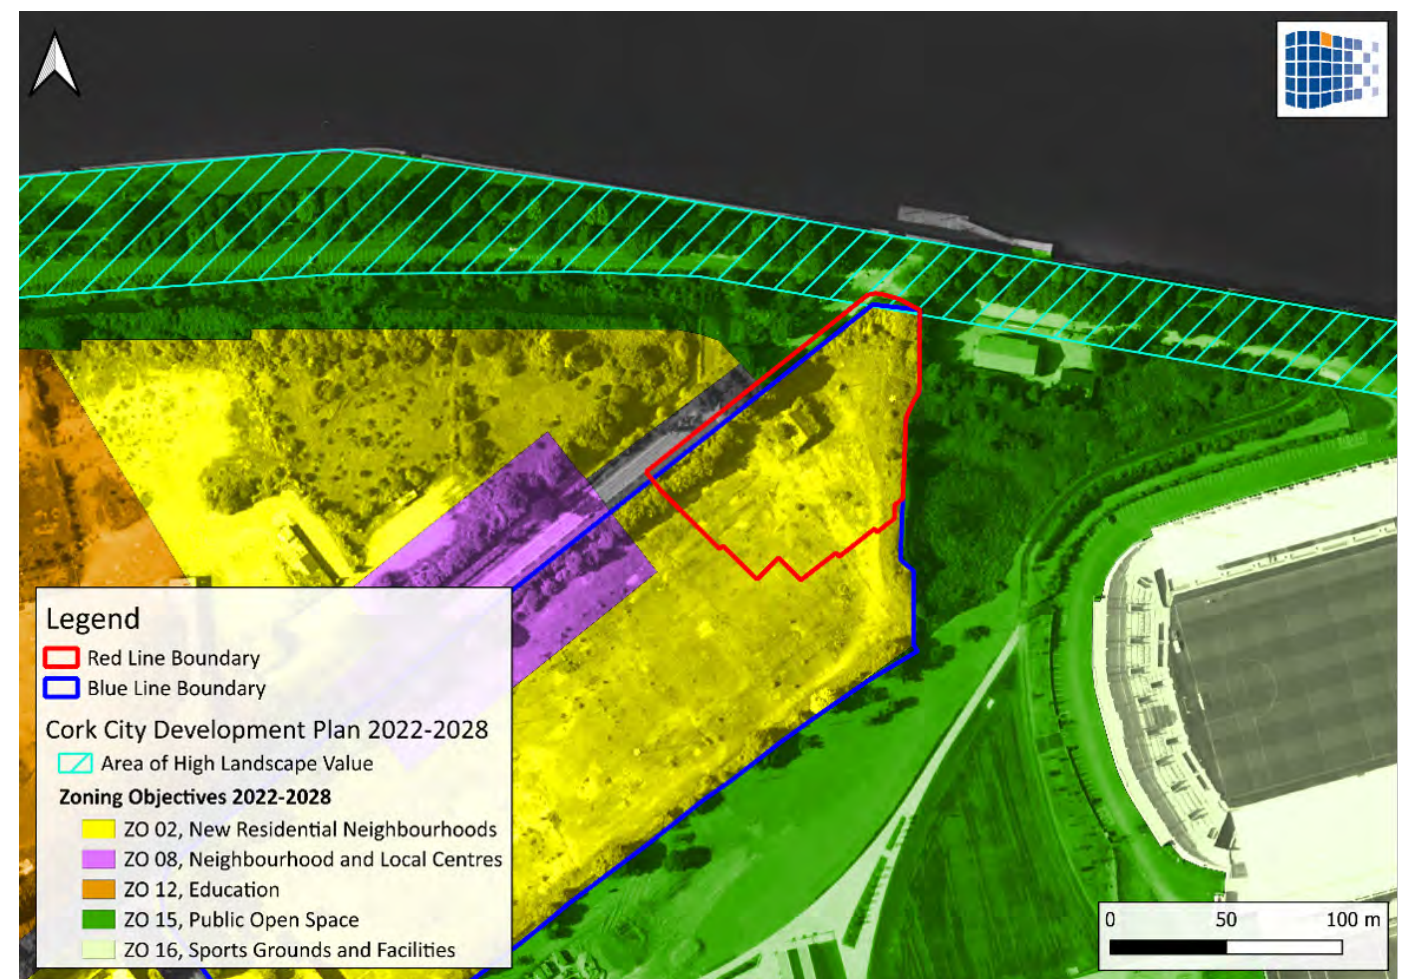 Legend
Red Line Boundary
Blue Line Boundary
Cork City Development Plan 2022-2028
Area of High Landscape Value
Zoning Objectives 2022-2028
ZO 02, New Residential Neighbourhoods
ZO 08, Neighbourhood and Local Centres
ZO 12, Education
ZO 15, Public Open Space
ZO 16, Sports Grounds and Facilities
0 50 100 m